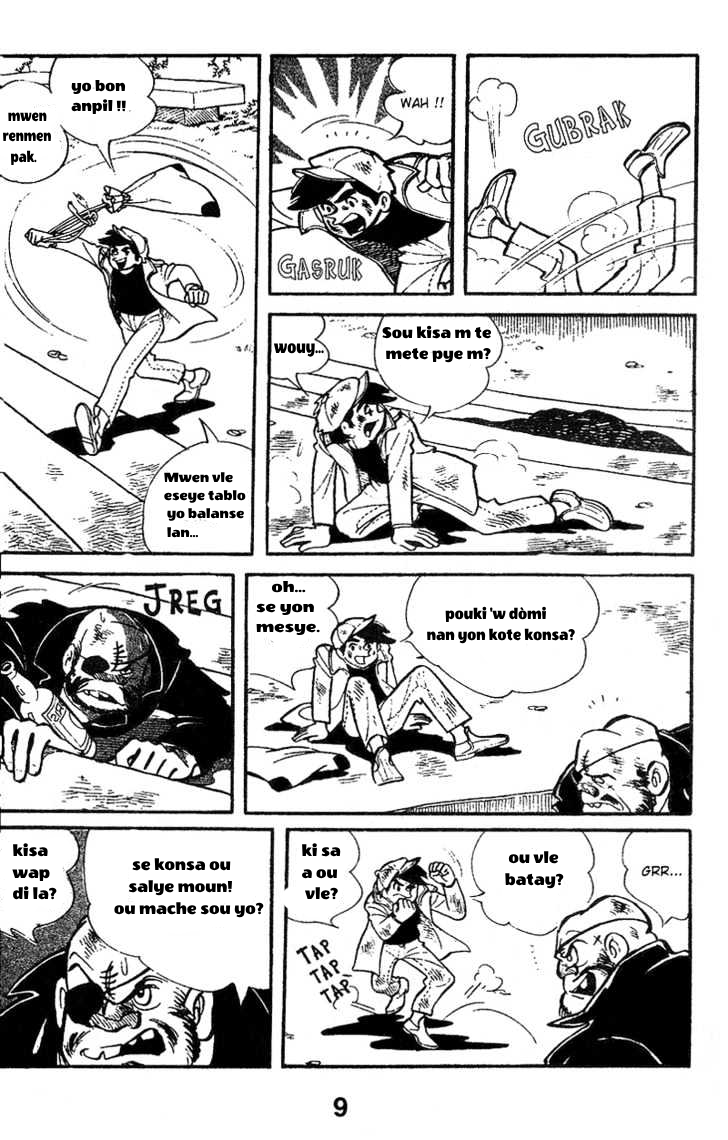 mwen
renmen
pak.
yo bon
anpil !!
Mwen vle
eseye tablo
yo balanse
lan...
WAH !!
GASRUK
GUBRAK
wouy...
Sou kisa m te
mete pye m?
JREG
oh...
se yon
mesye.
pouki 'w dòmi
nan yon kote konsa?
kisa
wap
di la?
se konsa ou
salye moun!
ou mache sou yo?
ki sa
a ou
vle?
ou vle
batay?
GRR...
TAP
TAP
TAP
9